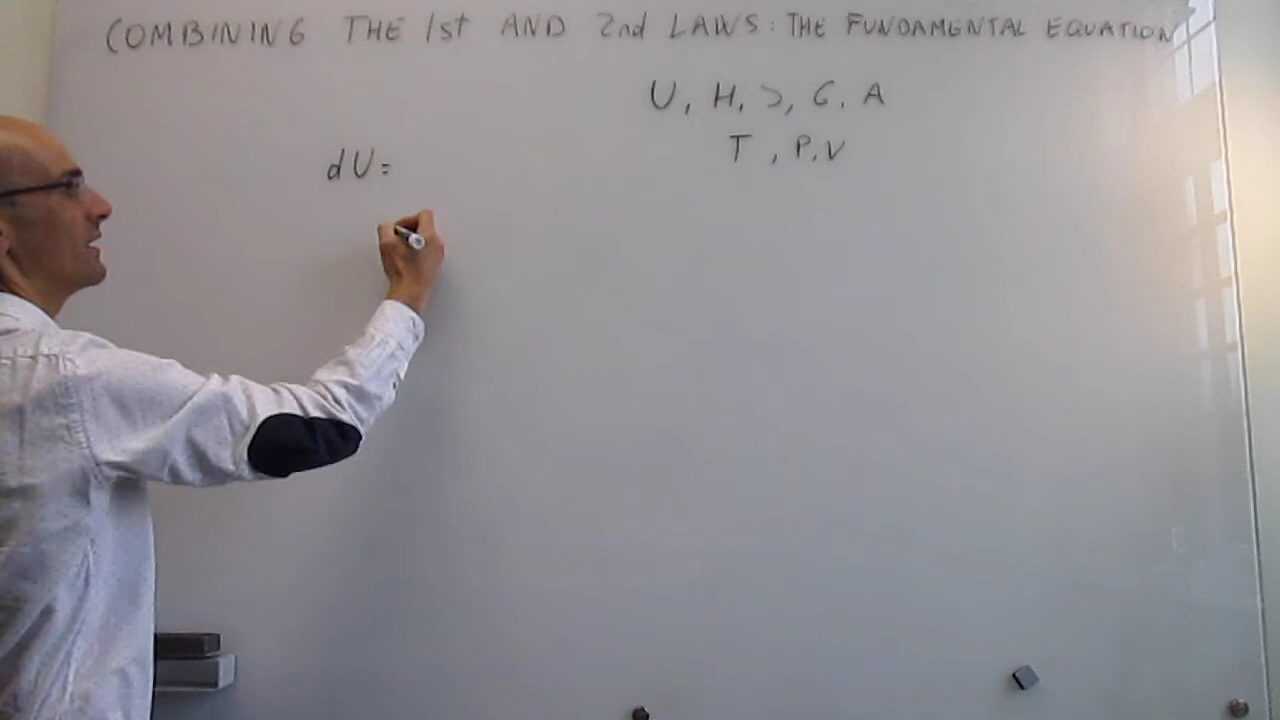 COMBINING THE 1st AND 2nd LAWS: THE FUNDAMENTAL EQUATION
U, H, S, G, A
T, P, V
dU=